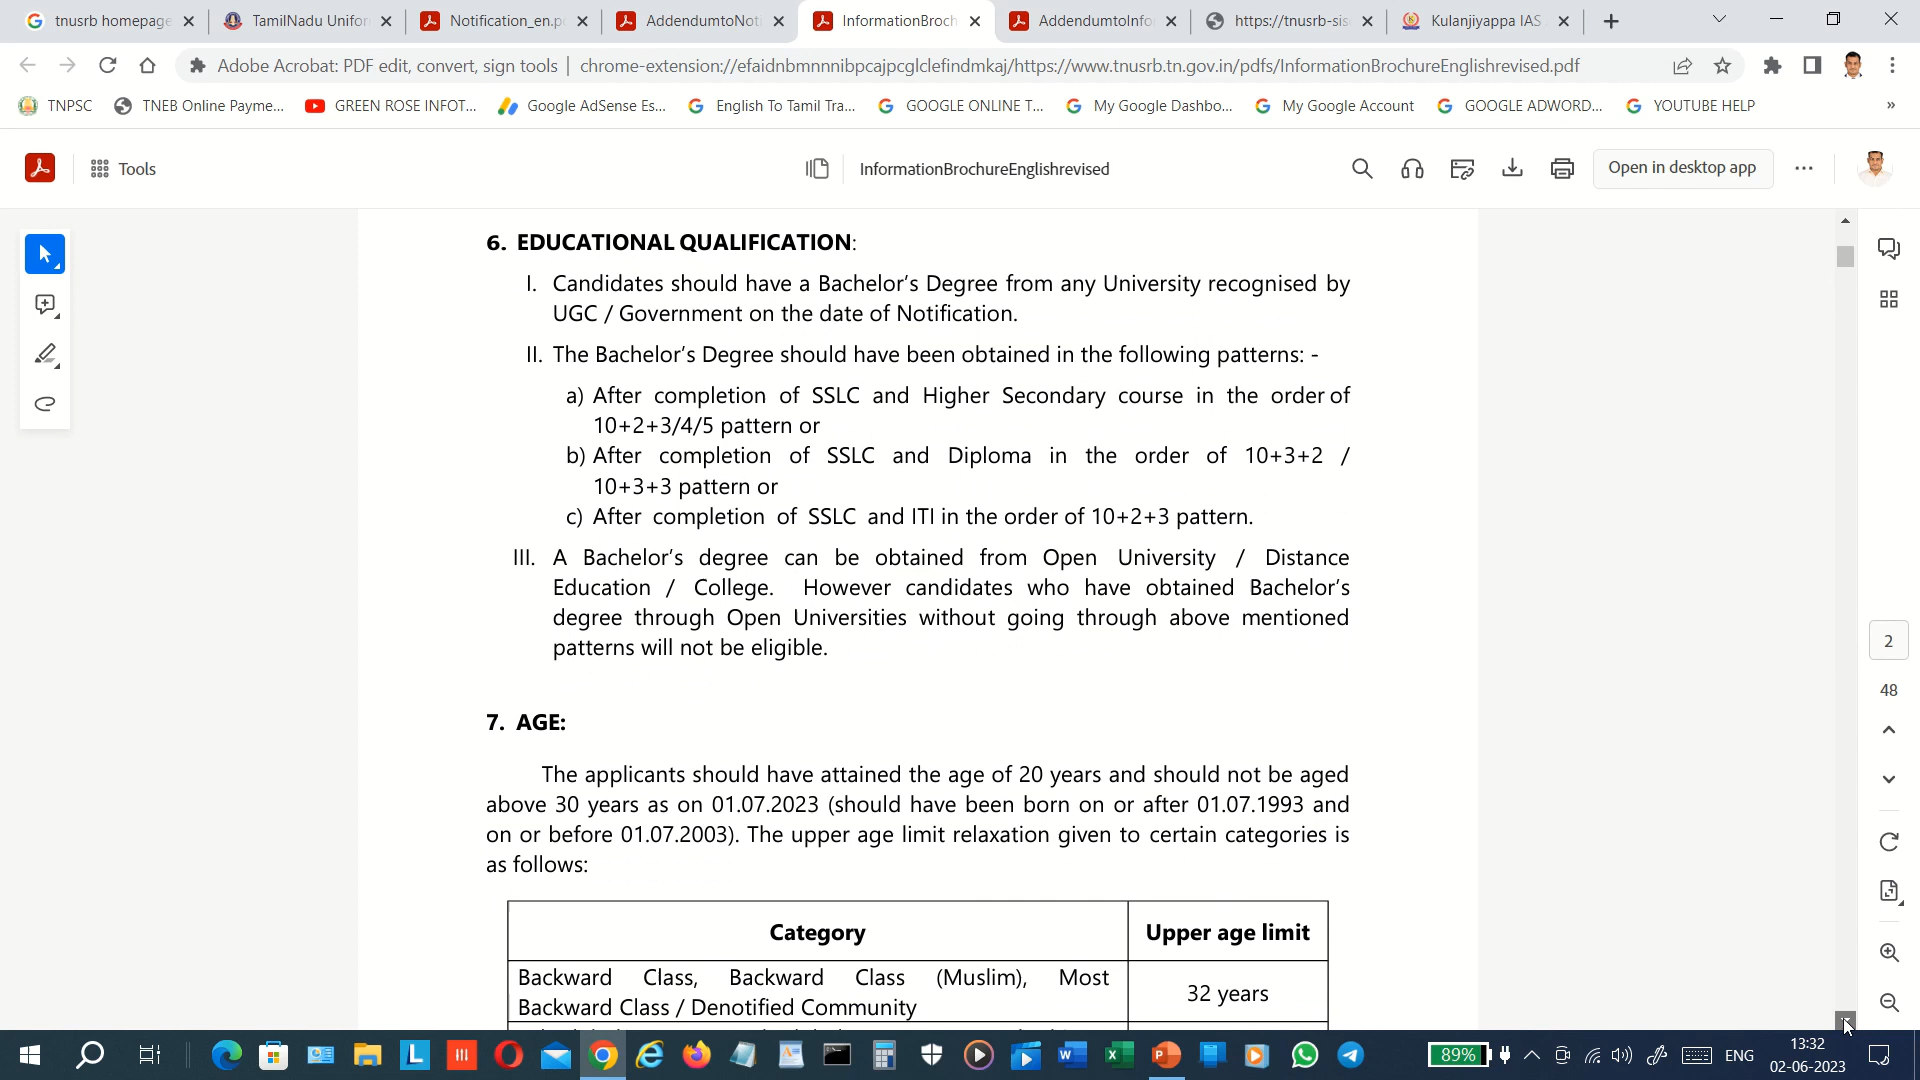 tnusrb homepage
TamilNadu Unifor
Notification_en.p
AddendumtoNoti
InformationBroch
AddendumtoInfo
https://tnusrb-sis
Kulanjiyappa IAS
Adobe Acrobat: PDF edit, convert, sign tools | chrome-extension://efaidnbmnnnibpcajpcglclefindmkaj/https://www.tnusrb.tn.gov.in/pdfs/InformationBrochureEnglishrevised.pdf
TNPSC TNEB Online Payme... GREEN ROSE INFOT... Google AdSense Es... English To Tamil Tra... GOOGLE ONLINE T... My Google Dashbo... My Google Account GOOGLE ADWORD... YOUTUBE HELP »
Tools
InformationBrochureEnglishrevised
Open in desktop app
6. EDUCATIONAL QUALIFICATION:
I. Candidates should have a Bachelor's Degree from any University recognised by
UGC / Government on the date of Notification.
II. The Bachelor's Degree should have been obtained in the following patterns: -
a) After completion of SSLC and Higher Secondary course in the order of
10+2+3/4/5 pattern or
b) After completion of SSLC and Diploma in the order of 10+3+2 /
10+3+3 pattern or
c) After completion of SSLC and ITI in the order of 10+2+3 pattern.
III. A Bachelor's degree can be obtained from Open University / Distance
Education / College. However candidates who have obtained Bachelor's
degree through Open Universities without going through above mentioned
patterns will not be eligible.
7. AGE:
The applicants should have attained the age of 20 years and should not be aged
above 30 years as on 01.07.2023 (should have been born on or after 01.07.1993 and
on or before 01.07.2003). The upper age limit relaxation given to certain categories is
as follows:
Category
Upper age limit
Backward Class, Backward Class (Muslim), Most
Backward Class / Denotified Community
32 years
2
48
89%
ENG
13:32
02-06-2023